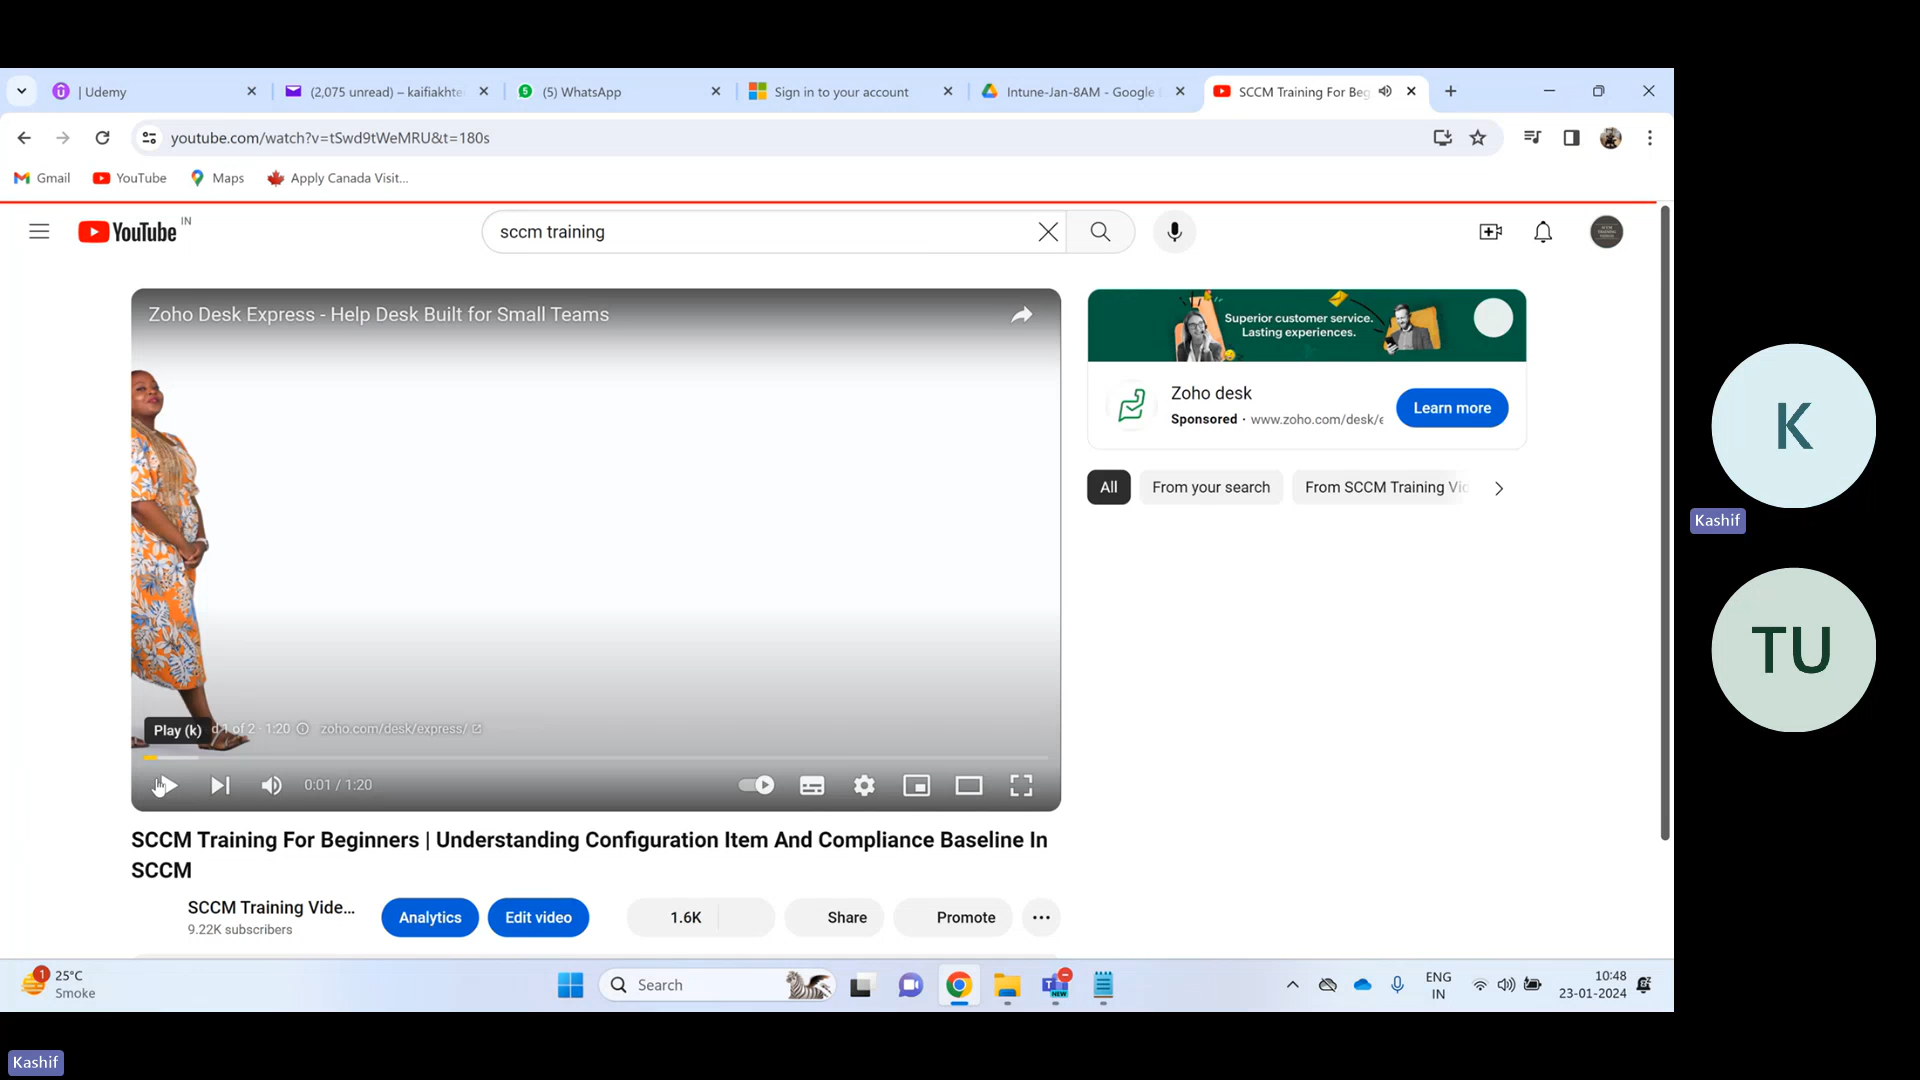 | Udemy
(2,075 unread) – kaifiakhte
(5) WhatsApp
Sign in to your account
Intune-Jan-8AM - Google
SCCM Training For Beg
youtube.com/watch?v=tSwd9tWeMRU&t=180s
Gmail
YouTube
Maps
Apply Canada Visit...
YouTube IN
sccm training
Zoho Desk Express - Help Desk Built for Small Teams
Superior customer service.
Lasting experiences.
Zoho desk
Sponsored · www.zoho.com/desk/e
Learn more
All
From your search
From SCCM Training Vid
Play (k)
d 1 of 2 · 1:20
zoho.com/desk/express/
0:01 / 1:20
SCCM Training For Beginners | Understanding Configuration Item And Compliance Baseline In
SCCM
SCCM Training Vide...
9.22K subscribers
Analytics
Edit video
1.6K
Share
Promote
1
25°C
Smoke
Search
NEW
ENG
IN
10:48
23-01-2024
K
Kashif
TU
Kashif